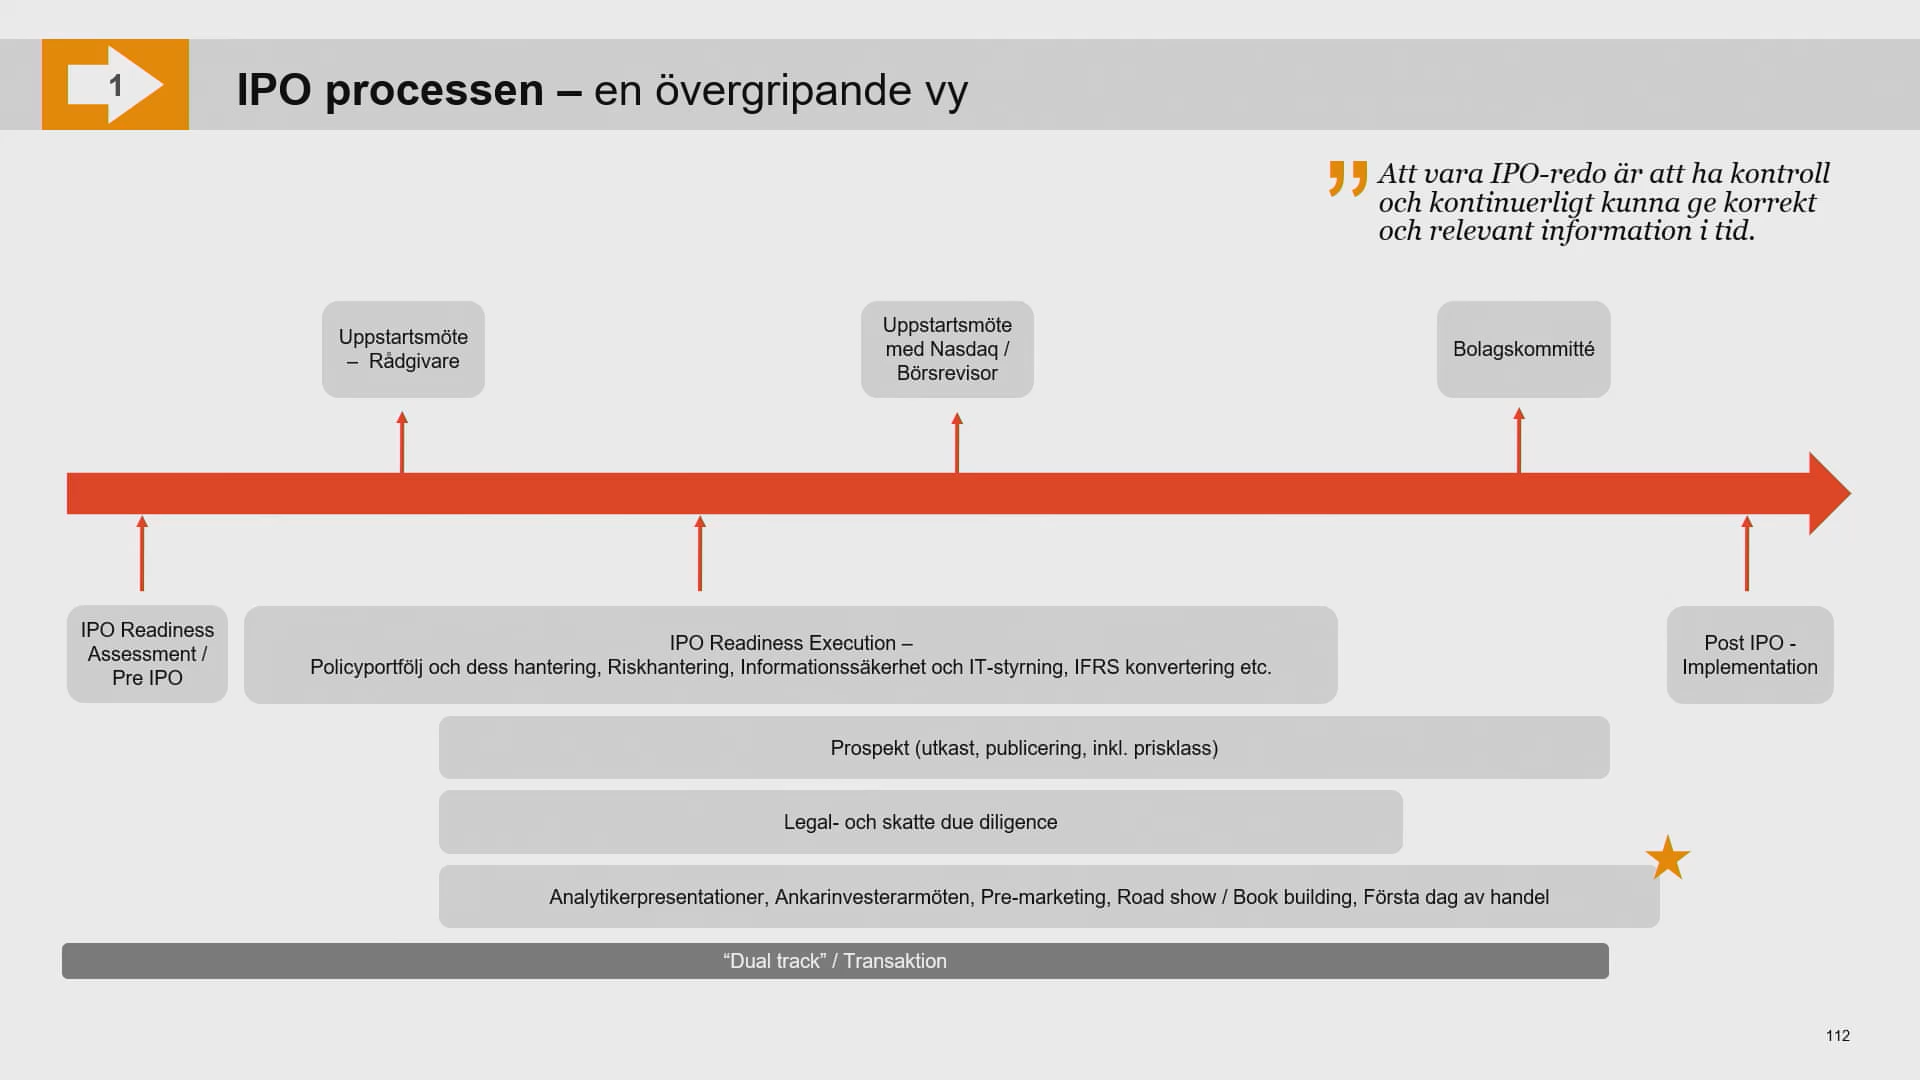 1
IPO processen – en övergripande vy
” Att vara IPO-redo är att ha kontroll
och kontinuerligt kunna ge korrekt
och relevant information i tid.
Uppstartsmöte
– Rådgivare
Uppstartsmöte
med Nasdaq /
Börsrevisor
Bolagskommitté
IPO Readiness
Assessment /
Pre IPO
IPO Readiness Execution –
Policyportfölj och dess hantering, Riskhantering, Informationssäkerhet och IT-styrning, IFRS konvertering etc.
Post IPO -
Implementation
Prospekt (utkast, publicering, inkl. prisklass)
Legal- och skatte due diligence
Analytikerpresentationer, Ankarinvesterarmöten, Pre-marketing, Road show / Book building, Första dag av handel
“Dual track” / Transaktion
112